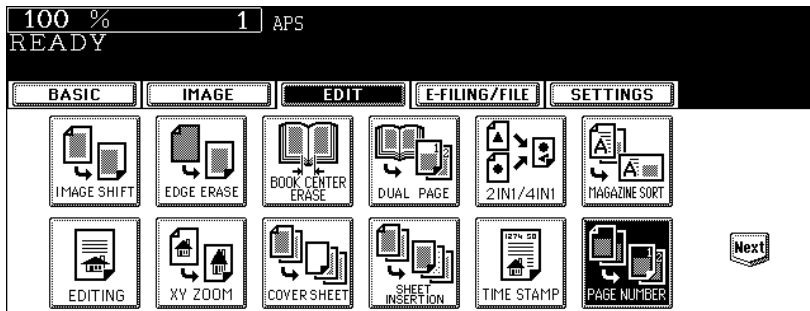 100 % 1 APS
READY
BASIC IMAGE EDIT E-FILING/FILE SETTINGS
IMAGE SHIFT EDGE ERASE BOOK CENTER ERASE DUAL PAGE 2IN1/4IN1 MAGAZINE SORT
Next
EDITING XY ZOOM COVER SHEET SHEET INSERTION TIME STAMP PAGE NUMBER